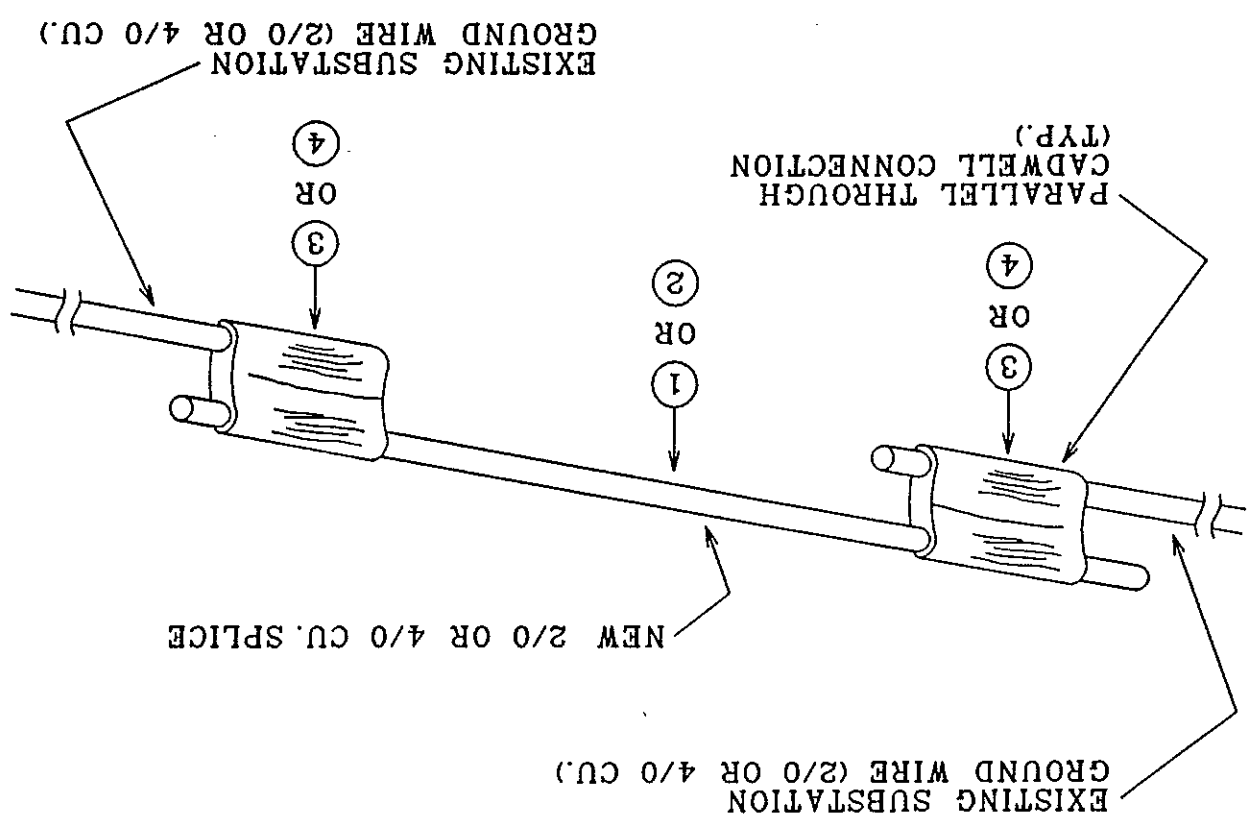 EXISTING SUBSTATION
GROUND WIRE (2/0 OR 4/0 CU.)
NEW 2/0 OR 4/0 CU. SPLICE
3
OR
4
1
OR
2
3
OR
4
PARALLEL THROUGH
CADWELL CONNECTION
(TYP.)
EXISTING SUBSTATION
GROUND WIRE (2/0 OR 4/0 CU.)